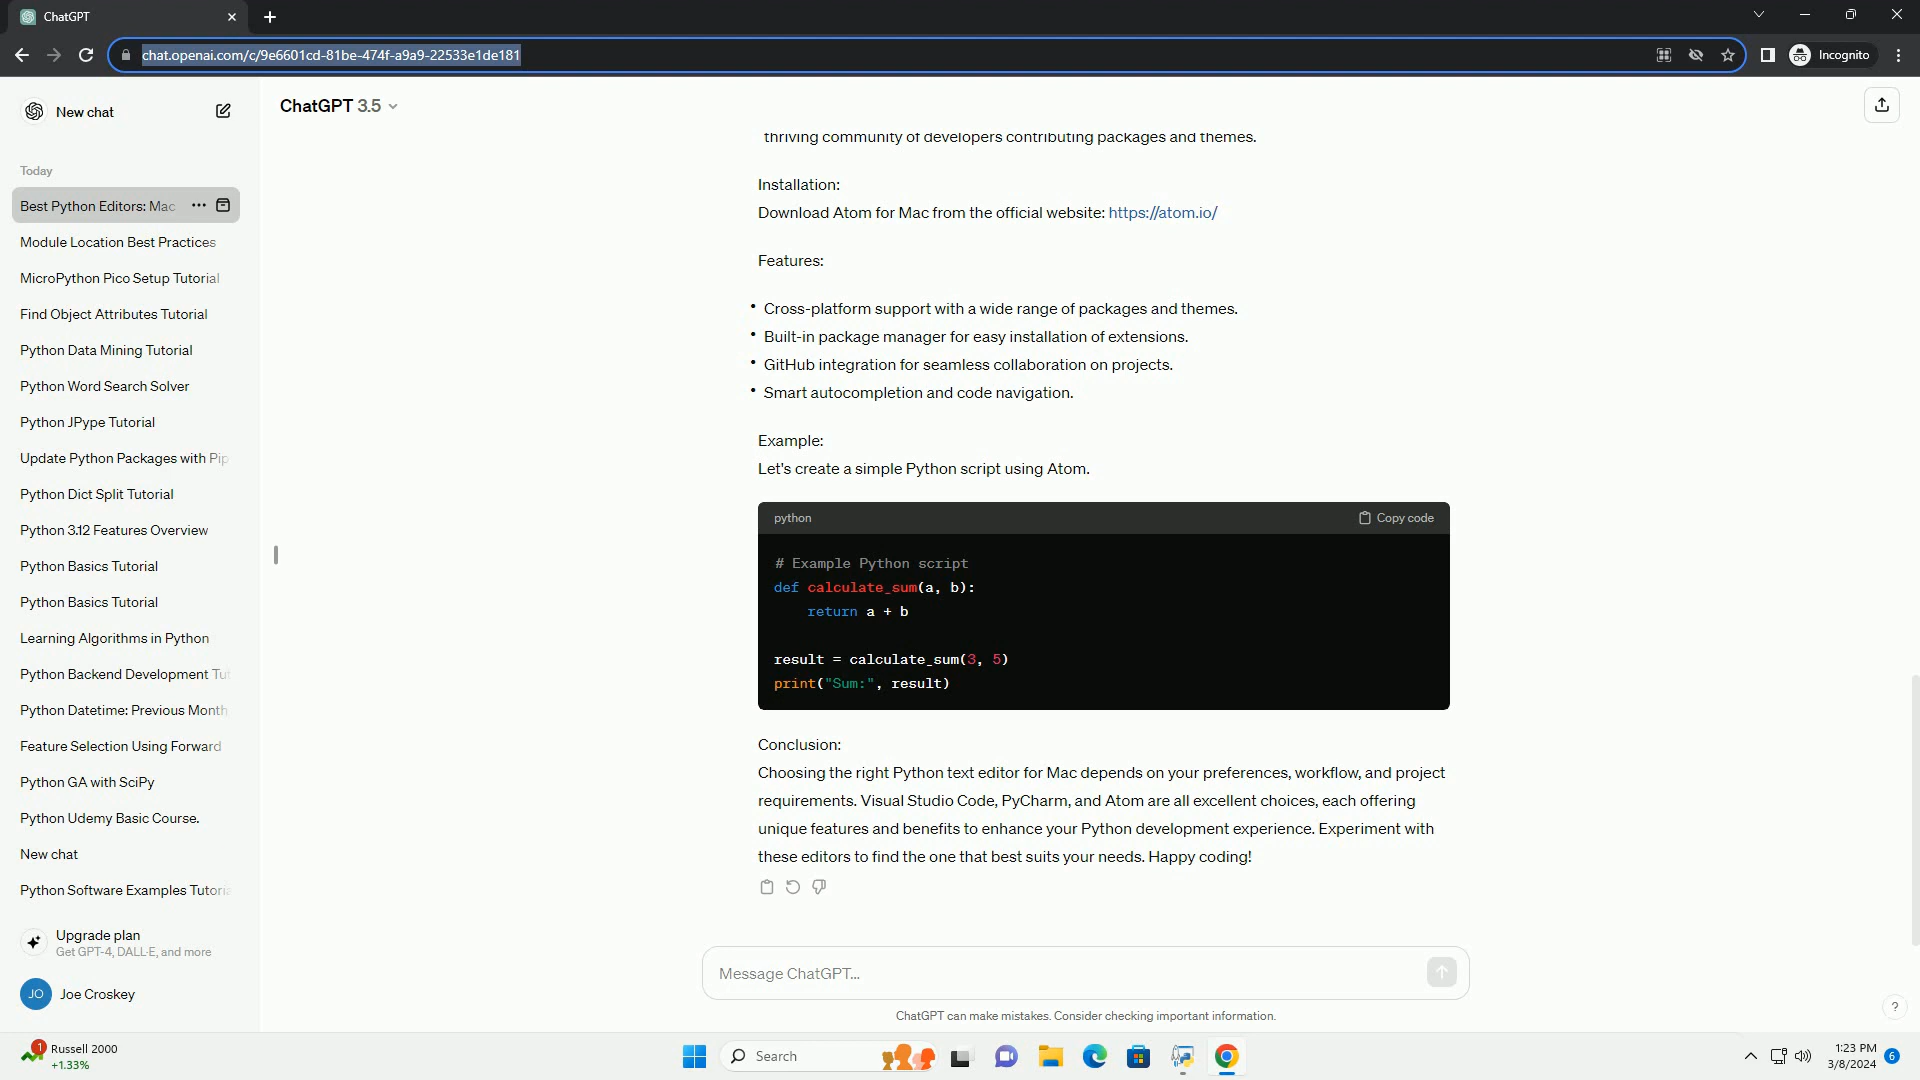 ChatGPT
chat.openai.com/c/9e6601cd-81be-474f-a9a9-22533e1de181
Incognito
New chat
ChatGPT 3.5
Today
Best Python Editors: Mac
Module Location Best Practices
MicroPython Pico Setup Tutorial
Find Object Attributes Tutorial
Python Data Mining Tutorial
Python Word Search Solver
Python JPype Tutorial
Update Python Packages with Pip
Python Dict Split Tutorial
Python 3.12 Features Overview
Python Basics Tutorial
Python Basics Tutorial
Learning Algorithms in Python
Python Backend Development Tut
Python Datetime: Previous Month
Feature Selection Using Forward
Python GA with SciPy
Python Udemy Basic Course.
New chat
Python Software Examples Tutoria
Upgrade plan
Get GPT-4, DALL·E, and more
JO Joe Croskey
thriving community of developers contributing packages and themes.
Installation:
Download Atom for Mac from the official website: https://atom.io/
Features:
• Cross-platform support with a wide range of packages and themes.
• Built-in package manager for easy installation of extensions.
• GitHub integration for seamless collaboration on projects.
• Smart autocompletion and code navigation.
Example:
Let's create a simple Python script using Atom.
python Copy code
# Example Python script
def calculate_sum(a, b):
    return a + b
result = calculate_sum(3, 5)
print("Sum:", result)
Conclusion:
Choosing the right Python text editor for Mac depends on your preferences, workflow, and project
requirements. Visual Studio Code, PyCharm, and Atom are all excellent choices, each offering
unique features and benefits to enhance your Python development experience. Experiment with
these editors to find the one that best suits your needs. Happy coding!
Message ChatGPT...
ChatGPT can make mistakes. Consider checking important information.
?
1
Russell 2000
+1.33%
Search
1:23 PM
3/8/2024
6